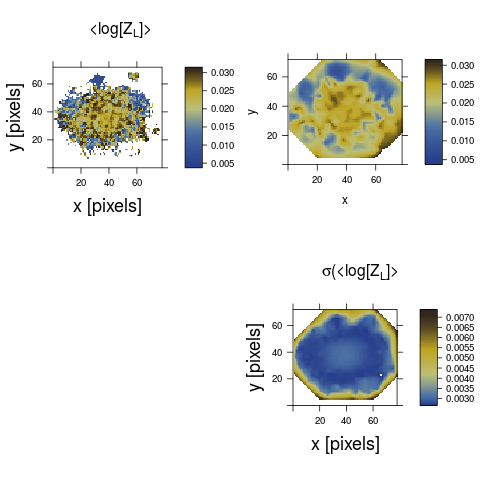 <log[Z_L]>
0.030
0.025
0.020
0.015
0.010
0.005
60
40
20
20 40 60
y [pixels]
x [pixels]
0.030
0.025
0.020
0.015
0.010
0.005
60
40
20
20 40 60
y
x
σ(<log[Z_L]>
0.0070
0.0065
0.0060
0.0055
0.0050
0.0045
0.0040
0.0035
0.0030
60
40
20
20 40 60
y [pixels]
x [pixels]